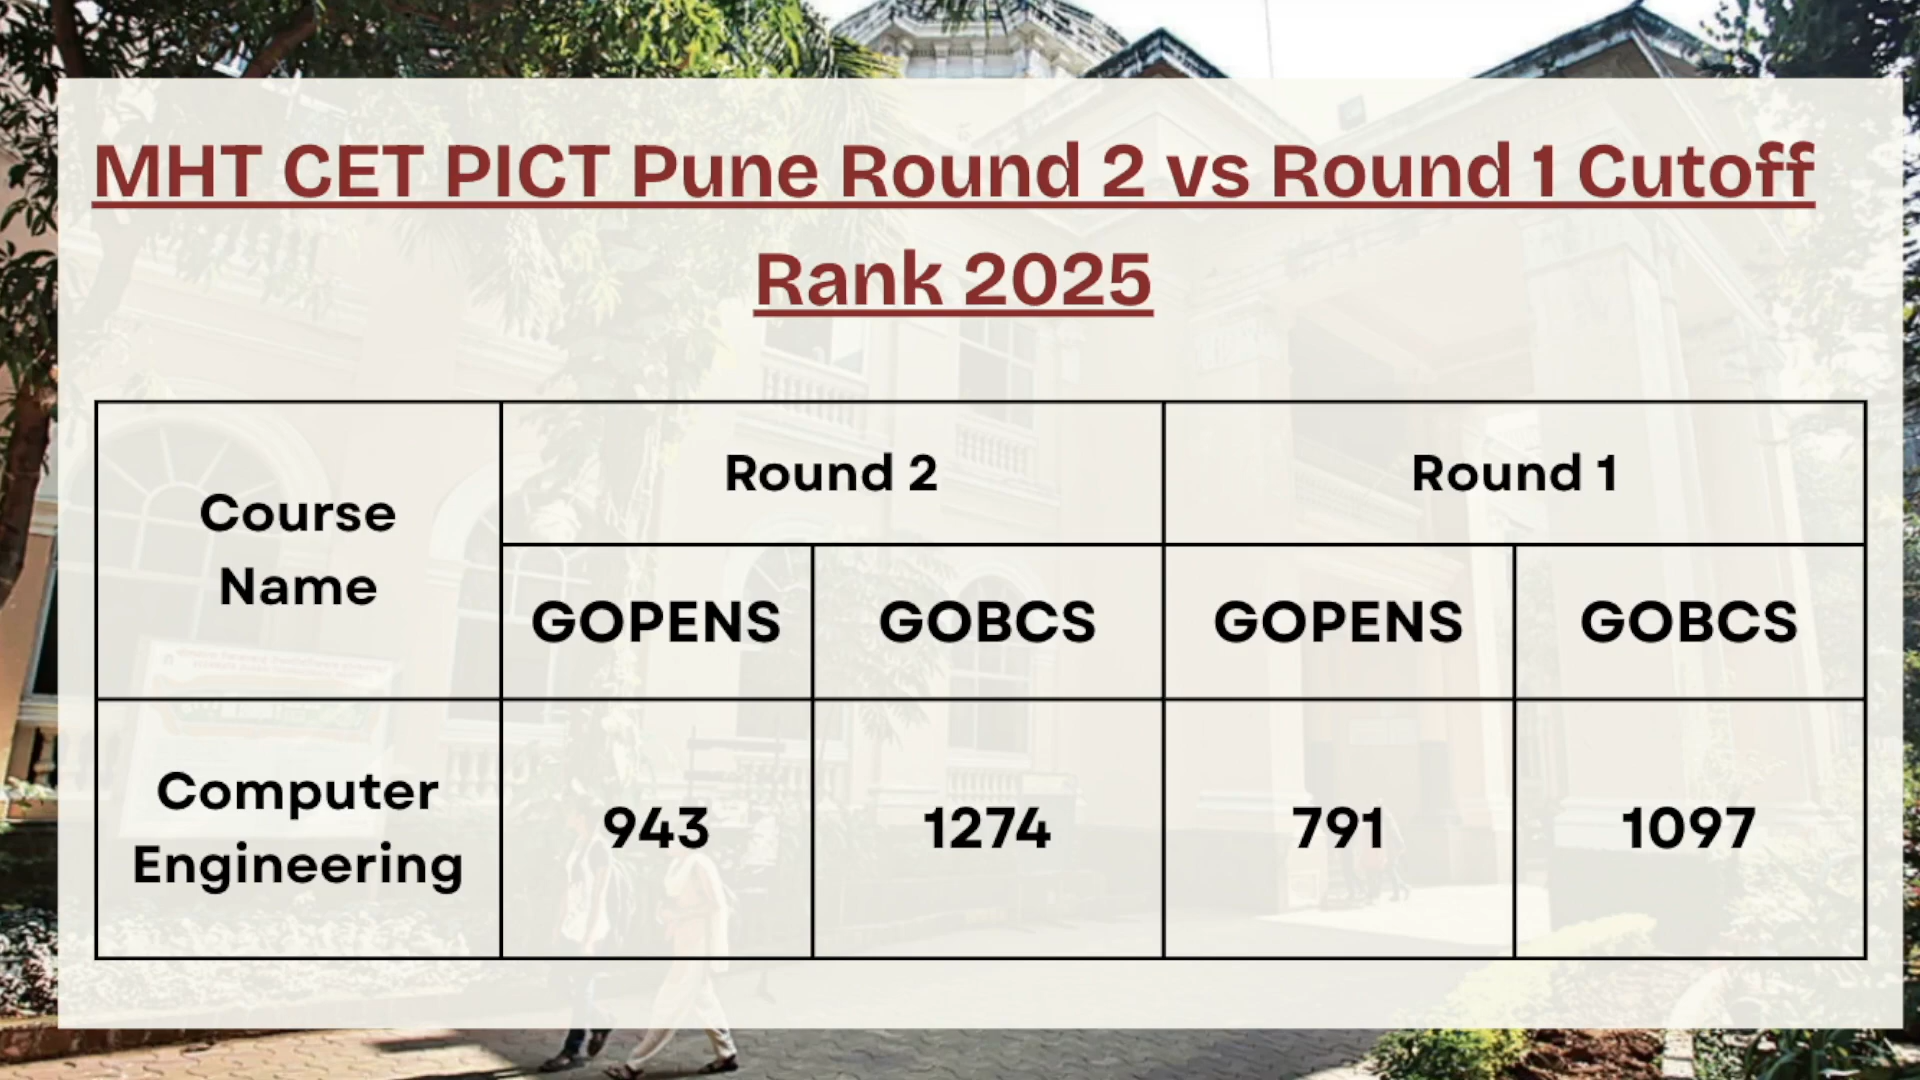 MHT CET PICT Pune Round 2 vs Round 1 Cutoff
Rank 2025
Course
Name
Round 2
Round 1
GOPENS
GOBCS
GOPENS
GOBCS
Computer
Engineering
943
1274
791
1097